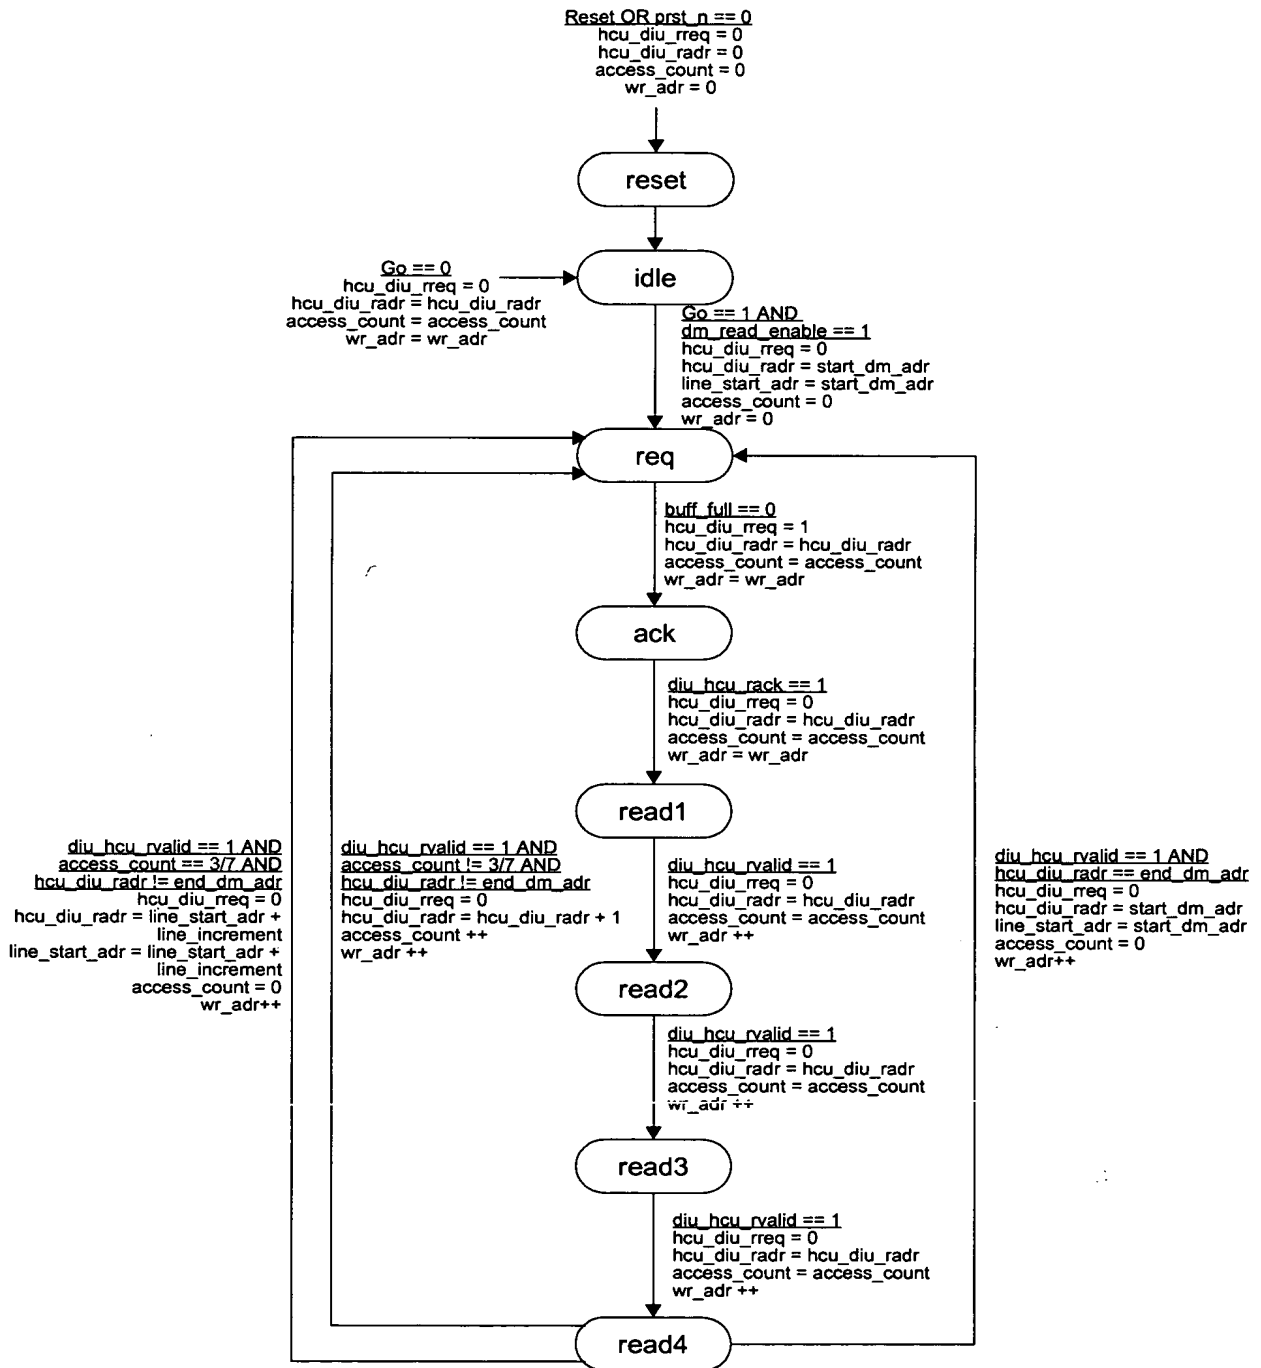 Reset OR prst_n == 0
hcu_diu_rreq = 0
hcu_diu_radr = 0
access_count = 0
wr_adr = 0
reset
idle
Go == 0
hcu_diu_rreq = 0
hcu_diu_radr = hcu_diu_radr
access_count = access_count
wr_adr = wr_adr
Go == 1 AND
dm_read_enable == 1
hcu_diu_rreq = 0
hcu_diu_radr = start_dm_adr
line_start_adr = start_dm_adr
access_count = 0
wr_adr = 0
req
buff_full == 0
hcu_diu_rreq = 1
hcu_diu_radr = hcu_diu_radr
access_count = access_count
wr_adr = wr_adr
ack
diu_hcu_rack == 1
hcu_diu_rreq = 0
hcu_diu_radr = hcu_diu_radr
access_count = access_count
wr_adr = wr_adr
read1
diu_hcu_rvalid == 1 AND
access_count == 3/7 AND
hcu_diu_radr != end_dm_adr
hcu_diu_rreq = 0
hcu_diu_radr = line_start_adr +
line_increment
line_start_adr = line_start_adr +
line_increment
access_count = 0
wr_adr++
diu_hcu_rvalid == 1 AND
access_count != 3/7 AND
hcu_diu_radr != end_dm_adr
hcu_diu_rreq = 0
hcu_diu_radr = hcu_diu_radr + 1
access_count ++
wr_adr ++
diu_hcu_rvalid == 1
hcu_diu_rreq = 0
hcu_diu_radr = hcu_diu_radr
access_count = access_count
wr_adr ++
diu_hcu_rvalid == 1 AND
hcu_diu_radr == end_dm_adr
hcu_diu_rreq = 0
hcu_diu_radr = start_dm_adr
line_start_adr = start_dm_adr
access_count = 0
wr_adr++
read2
diu_hcu_rvalid == 1
hcu_diu_rreq = 0
hcu_diu_radr = hcu_diu_radr
access_count = access_count
wr_adr ++
read3
diu_hcu_rvalid == 1
hcu_diu_rreq = 0
hcu_diu_radr = hcu_diu_radr
access_count = access_count
wr_adr ++
read4